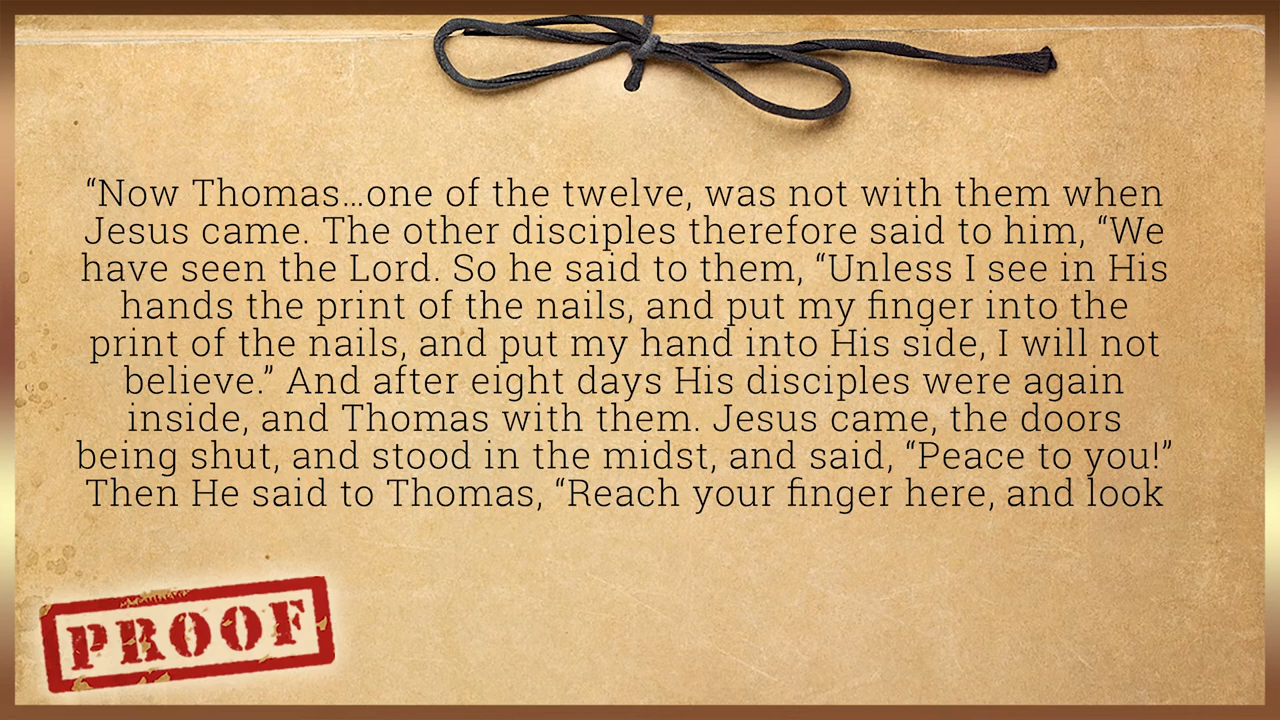 “Now Thomas…one of the twelve, was not with them when
Jesus came. The other disciples therefore said to him, “We
have seen the Lord. So he said to them, “Unless I see in His
hands the print of the nails, and put my finger into the
print of the nails, and put my hand into His side, I will not
believe.” And after eight days His disciples were again
inside, and Thomas with them. Jesus came, the doors
being shut, and stood in the midst, and said, “Peace to you!”
Then He said to Thomas, “Reach your finger here, and look
PROOF